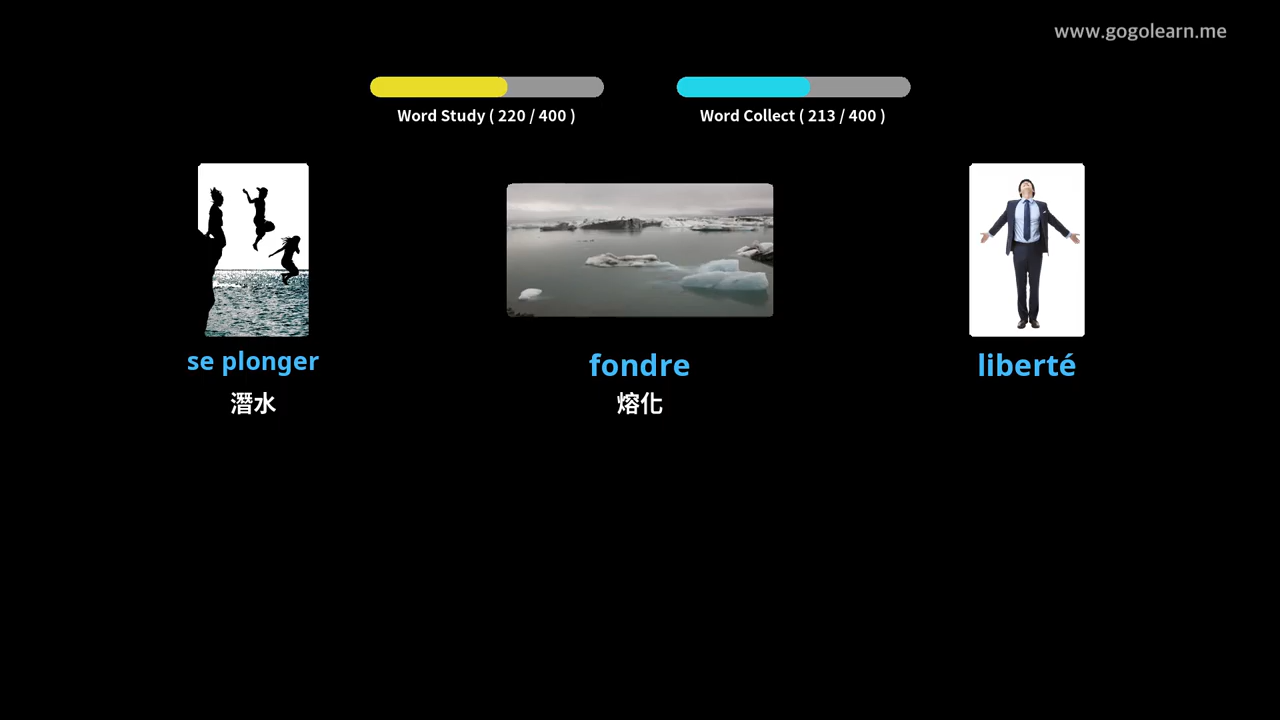 www.gogolearn.me
Word Study ( 220 / 400 )
Word Collect ( 213 / 400 )
se plonger
潛水
fondre
熔化
liberté